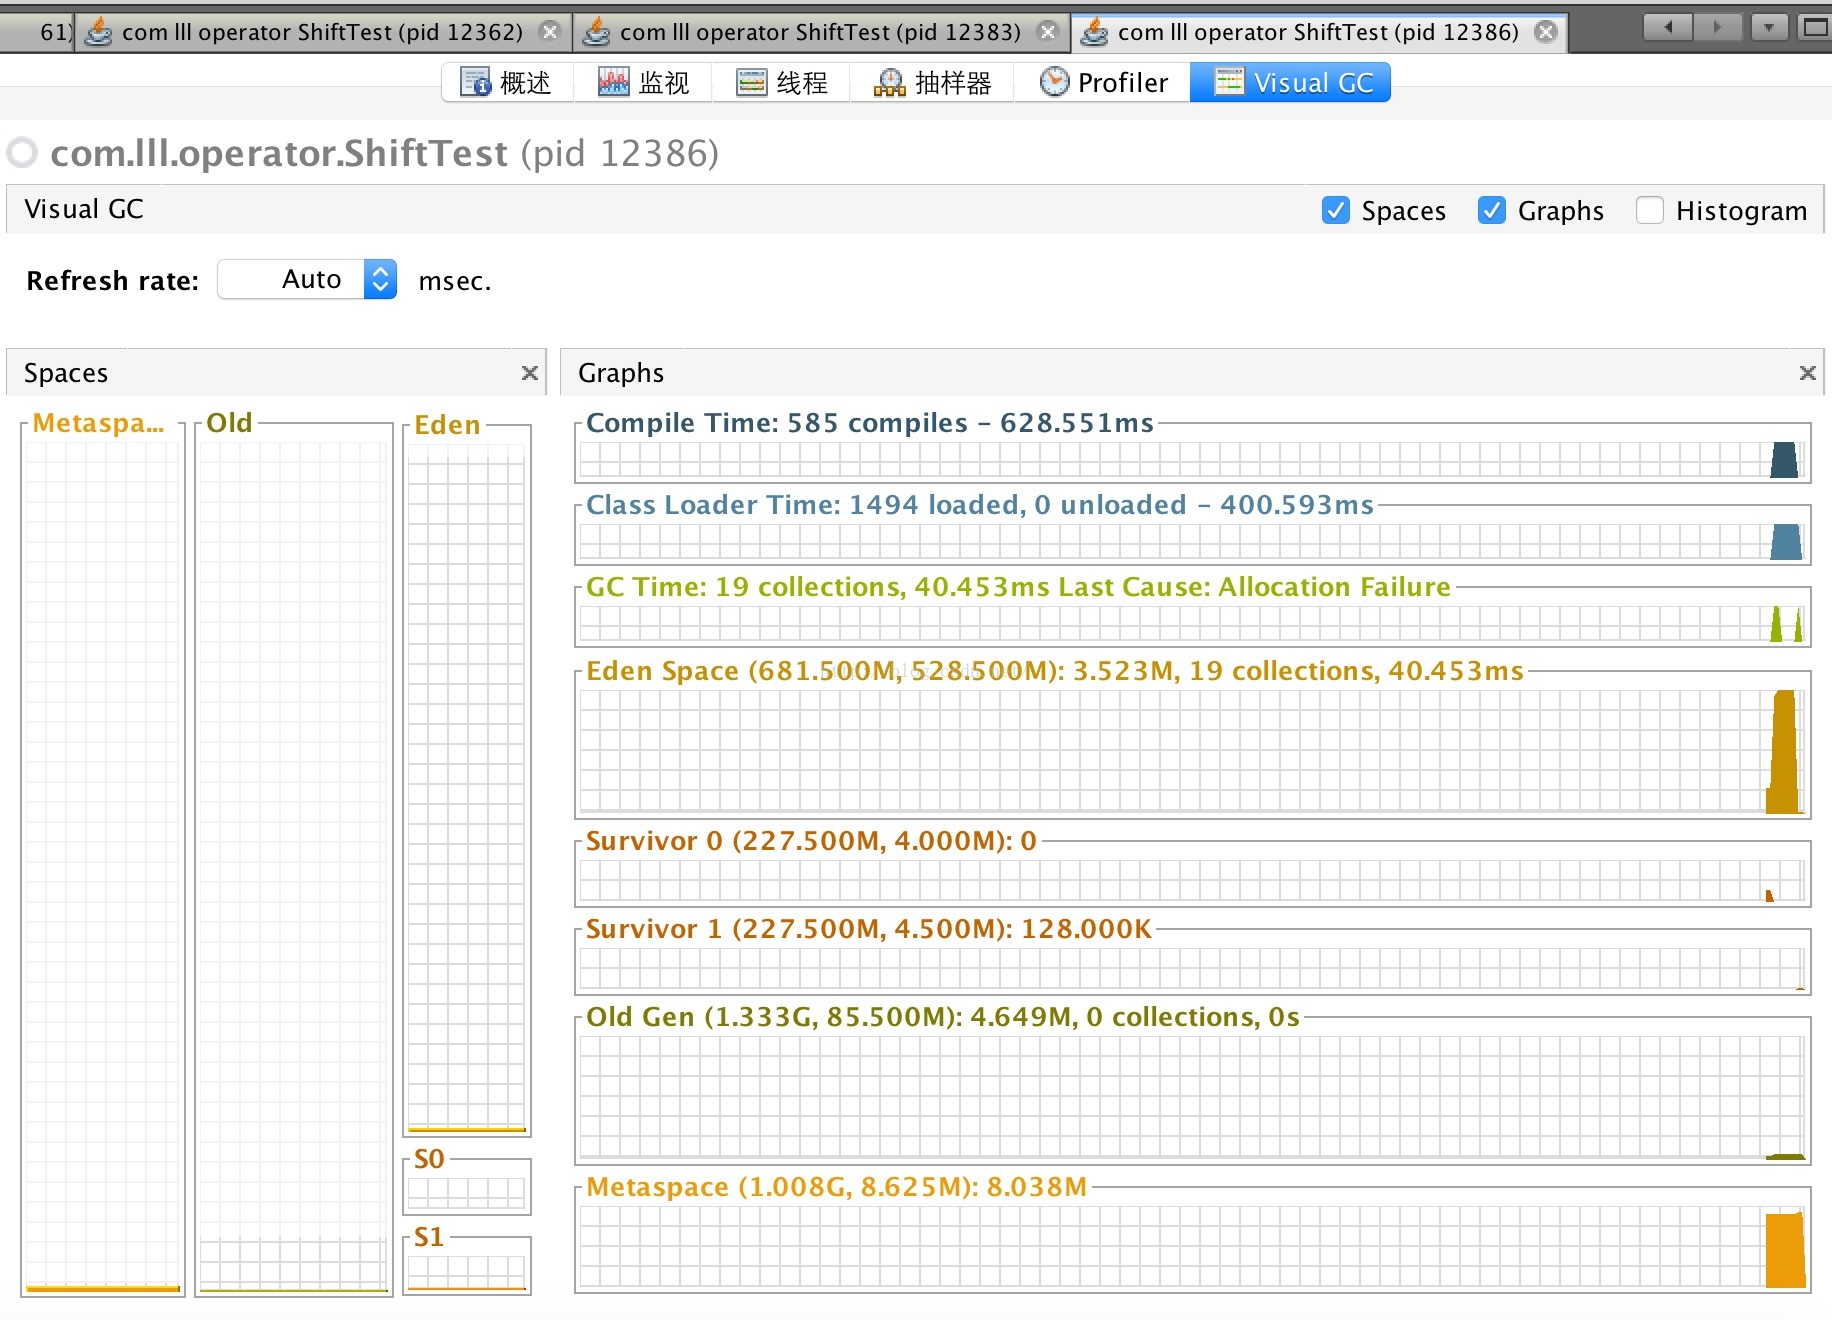 61)
com lll operator ShiftTest (pid 12362)
com lll operator ShiftTest (pid 12383)
com lll operator ShiftTest (pid 12386)
概述
监视
线程
抽样器
Profiler
Visual GC
com.lll.operator.ShiftTest (pid 12386)
Visual GC
Spaces
Graphs
Histogram
Refresh rate:
Auto
msec.
Spaces
Graphs
Metaspa...
Old
Eden
S0
S1
Compile Time: 585 compiles - 628.551ms
Class Loader Time: 1494 loaded, 0 unloaded - 400.593ms
GC Time: 19 collections, 40.453ms Last Cause: Allocation Failure
Eden Space (681.500M, 528.500M): 3.523M, 19 collections, 40.453ms
Survivor 0 (227.500M, 4.000M): 0
Survivor 1 (227.500M, 4.500M): 128.000K
Old Gen (1.333G, 85.500M): 4.649M, 0 collections, 0s
Metaspace (1.008G, 8.625M): 8.038M